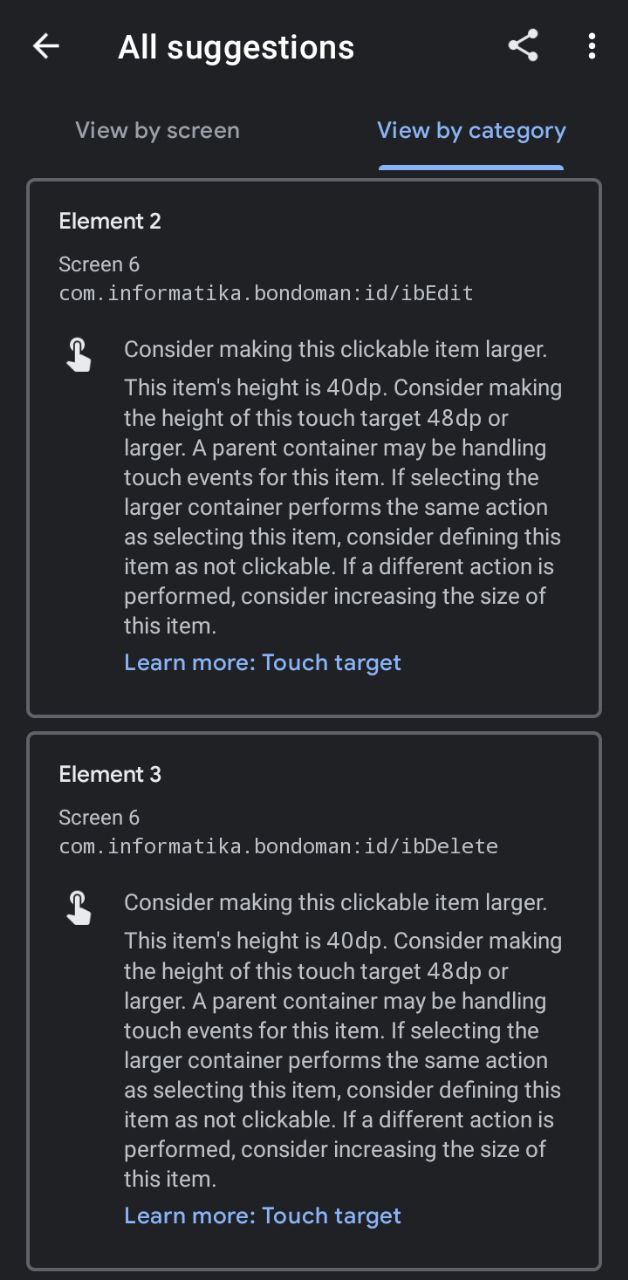 All suggestions
View by screen
View by category
Element 2
Screen 6
com.informatika.bondoman:id/ibEdit
Consider making this clickable item larger.
This item's height is 40dp. Consider making
the height of this touch target 48dp or
larger. A parent container may be handling
touch events for this item. If selecting the
larger container performs the same action
as selecting this item, consider defining this
item as not clickable. If a different action is
performed, consider increasing the size of
this item.
Learn more: Touch target
Element 3
Screen 6
com.informatika.bondoman:id/ibDelete
Consider making this clickable item larger.
This item's height is 40dp. Consider making
the height of this touch target 48dp or
larger. A parent container may be handling
touch events for this item. If selecting the
larger container performs the same action
as selecting this item, consider defining this
item as not clickable. If a different action is
performed, consider increasing the size of
this item.
Learn more: Touch target